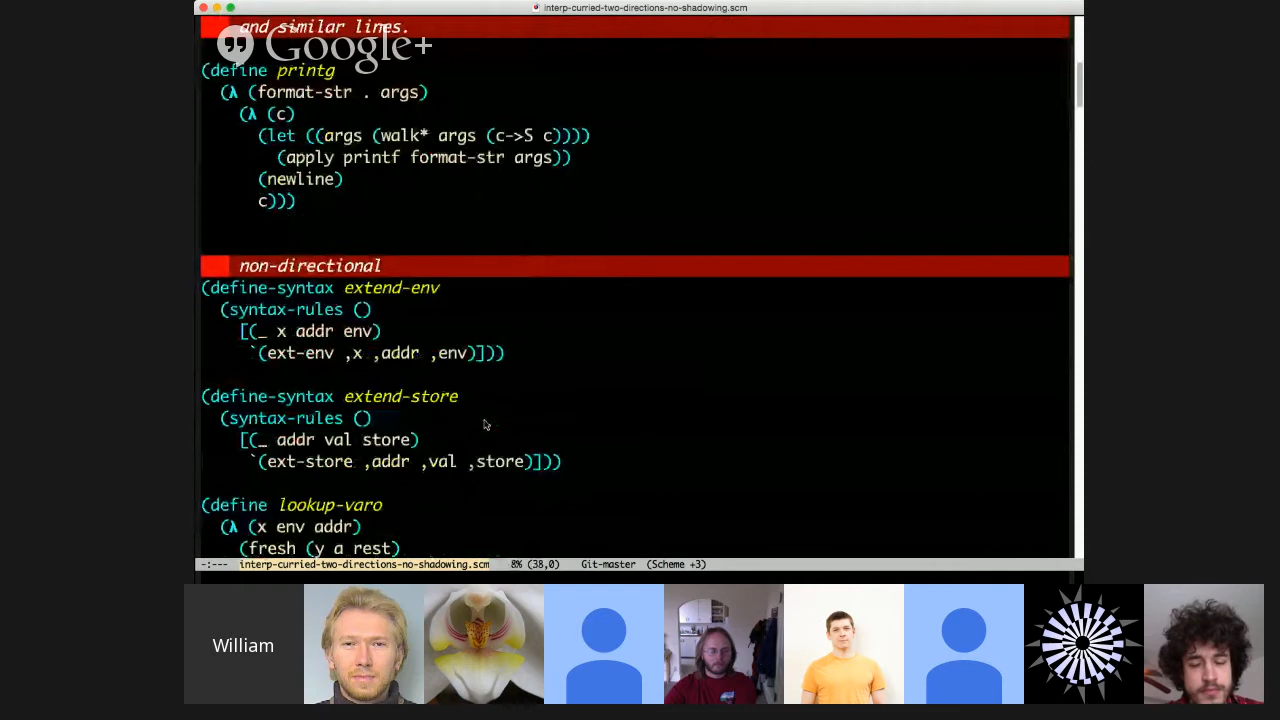 interp-curried-two-directions-no-shadowing.scm
and similar lines.
Google+
(define printg
(λ (format-str . args)
(λ (c)
(let ((args (walk* args (c->S c))))
(apply printf format-str args))
(newline)
c)))
non-directional
(define-syntax extend-env
(syntax-rules ()
[(_ x addr env)
`(ext-env ,x ,addr ,env)]))
(define-syntax extend-store
(syntax-rules ()
[(_ addr val store)
`(ext-store ,addr ,val ,store)]))
(define lookup-varo
(λ (x env addr)
(fresh (y a rest)
-:--- interp-curried-two-directions-no-shadowing.scm 8% (38,0) Git-master (Scheme +3)
William